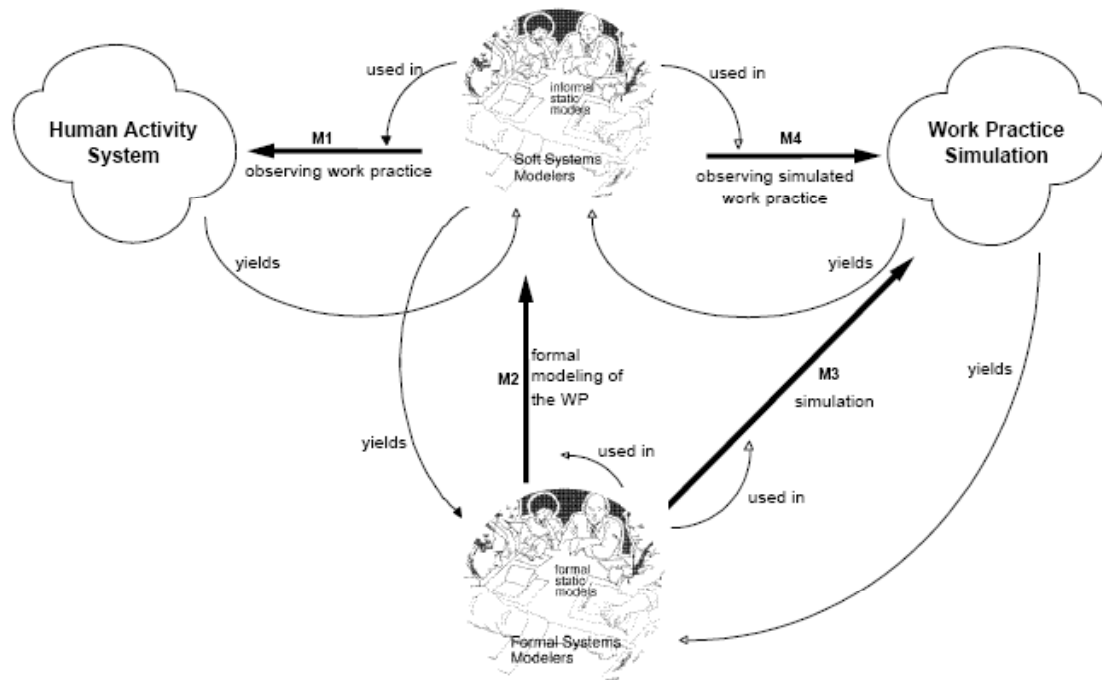 used in
used in
informal
static
models
Human Activity
System
M1
M4
Work Practice
Simulation
observing work practice
Soft Systems
Modelers
observing simulated
work practice
yields
yields
formal
M2
modeling of
the WP
M3
simulation
yields
yields
used in
used in
formal
static
models
Formal Systems
Modelers